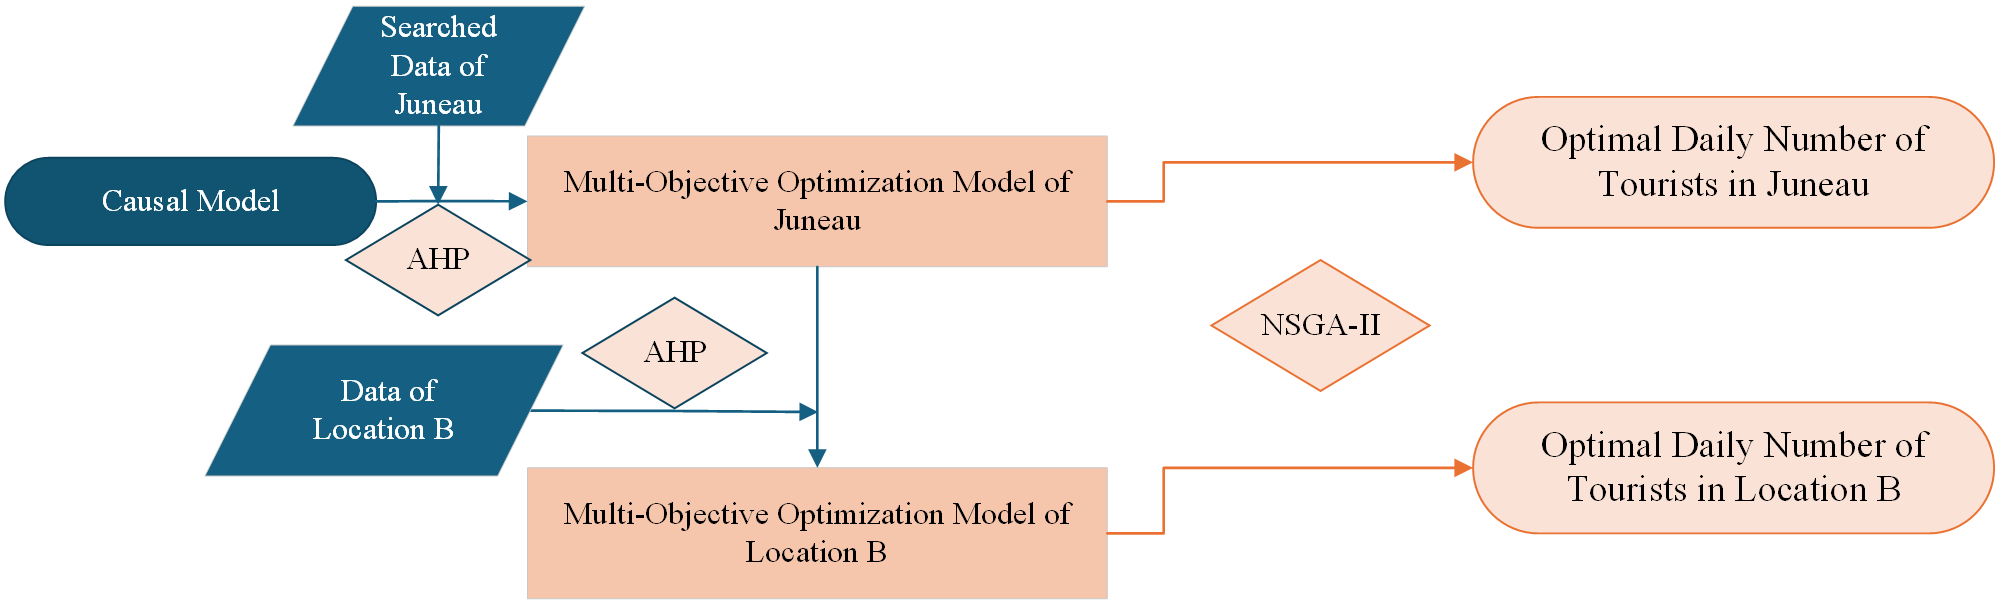 Searched
Data of
Juneau
Causal Model
AHP
Multi-Objective Optimization Model of
Juneau
Optimal Daily Number of
Tourists in Juneau
AHP
NSGA-II
Data of
Location B
Multi-Objective Optimization Model of
Location B
Optimal Daily Number of
Tourists in Location B